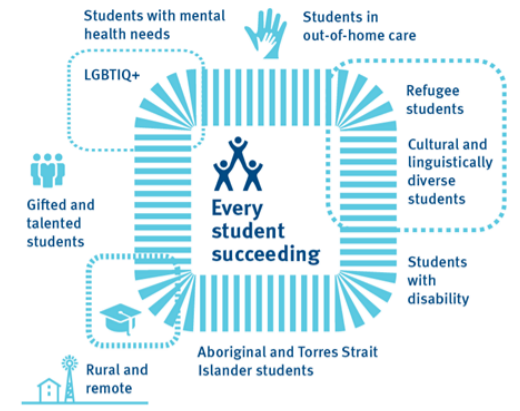 Students with mental
health needs
Students in
out-of-home care
LGBTIQ+
Refugee
students
Cultural and
linguistically
diverse
students
Gifted and
talented
students
Every
student
succeeding
Students
with
disability
Aboriginal and Torres Strait
Islander students
Rural and
remote